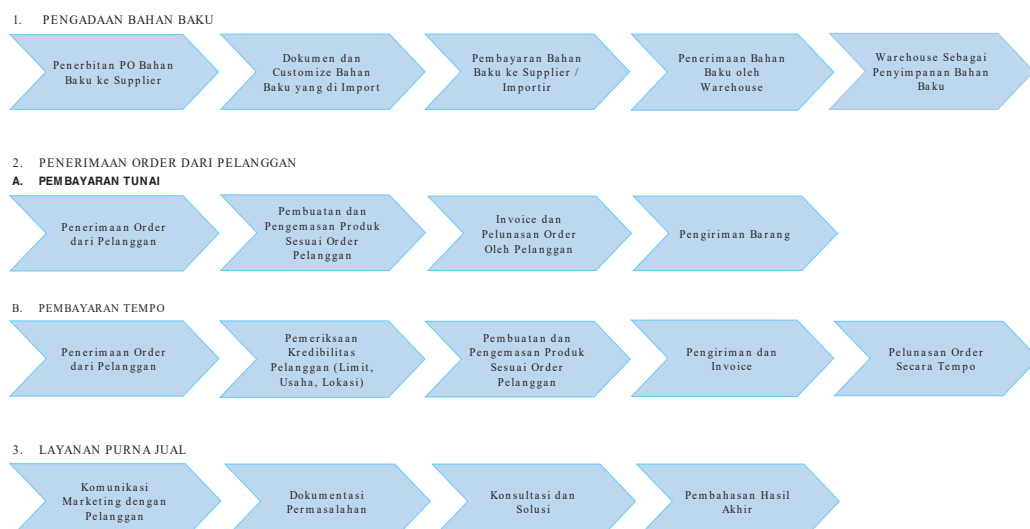 1. PENGADAAN BAHAN BAKU
Penerbitan PO Bahan
Baku ke Supplier
Dokumen dan
Customize Bahan
Baku yang di Import
Pembayaran Bahan
Baku ke Supplier /
Importir
Penerimaan Bahan
Baku oleh
Warehouse
Warehouse Sebagai
Penyimpanan Bahan
Baku
2. PENERIMAAN ORDER DARI PELANGGAN
A. PEMBAYARAN TUNAI
Penerimaan Order
dari Pelanggan
Pembuatan dan
Pengemasan Produk
Sesuai Order
Pelanggan
Invoice dan
Pelunasan Order
Oleh Pelanggan
Pengiriman Barang
B. PEMBAYARAN TEMPO
Penerimaan Order
dari Pelanggan
Pemeriksaan
Kredibilitas
Pelanggan (Limit,
Usaha, Lokasi)
Pembuatan dan
Pengemasan Produk
Sesuai Order
Pelanggan
Pengiriman dan
Invoice
Pelunasan Order
Secara Tempo
3. LAYANAN PURNA JUAL
Komunikasi
Marketing dengan
Pelanggan
Dokumentasi
Permasalahan
Konsultasi dan
Solusi
Pembahasan Hasil
Akhir